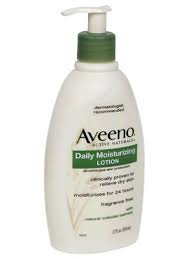 dermatologist
recommended
Aveeno
ACTIVE NATURALS
Daily Moisturizing
LOTION
clinically proven to
relieve dry skin
moisturizes for 24 hours
fragrance free
with
natural colloidal oatmeal